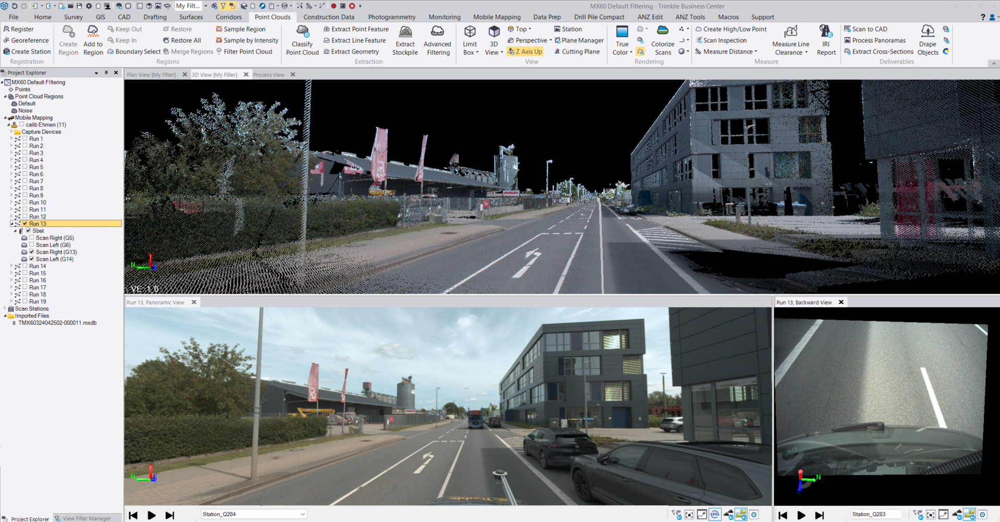 My Filt...
MX60 Default FIltering - Trimble Business Center
File Home Survey GIS CAD Drafting Surfaces Corridors Point Clouds Construction Data Photogrammetry Monitoring Mobile Mapping Data Prep Drill Pile Compact ANZ Edit ANZ Tools Macros Support
Register
Georeference
Create Station
Registration
Create Region
Add to Region
Keep Out
Keep In
Boundary Select
Restore
Restore All
Merge Regions
Sample Region
Sample by Intensity
Filter Point Cloud
Regions
Classify Point Cloud
Extract Point Feature
Extract Line Feature
Extract Geometry
Extract Stockpile
Advanced Filtering
Extraction
Limit Box
3D View
Top
Perspective
Z Axis Up
Station
Plane Manager
Cutting Plane
View
True Color
Colorize Scans
Rendering
Create High/Low Point
Scan Inspection
Measure Distance
Measure Line Clearance
IRI Report
Measure
Scan to CAD
Process Panoramas
Extract Cross-Sections
Drape Objects
Deliverables
Project Explorer
MX60 Default FIltering
Points
Point Cloud Regions
Default
Noise
Mobile Mapping
calib Ehmen (11)
Capture Devices
Run 1
Run 2
Run 3
Run 4
Run 5
Run 6
Run 7
Run 8
Run 9
Run 10
Run 11
Run 12
Run 13
Sbet
Scan Right (G5)
Scan Left (G6)
Scan Right (G13)
Scan Left (G14)
Run 14
Run 15
Run 16
Run 17
Run 18
Run 19
Scan Stations
Imported Files
TMX60324042502-000011.mxdb
Project Explorer
View Filter Manager
Plan View [My Filter]
3D View [My Filter]
Process View
N
VE 1.0
Run 13, Panoramic View
N
E
Trimble
Station_Q284
Run 13, Backward View
N
Station_Q283